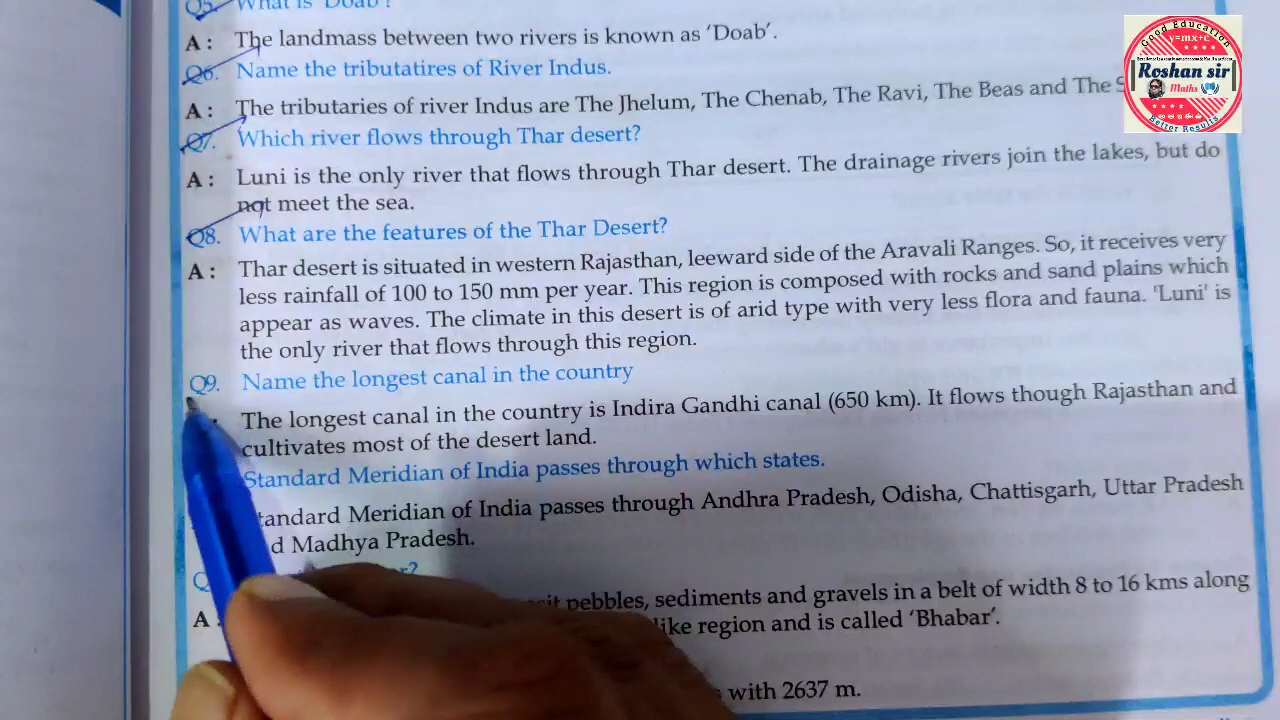 Q5. What is 'Doab'?
A : The landmass between two rivers is known as 'Doab'.
Q6. Name the tributatires of River Indus.
A : The tributaries of river Indus are The Jhelum, The Chenab, The Ravi, The Beas and The
Q7. Which river flows through Thar desert?
A : Luni is the only river that flows through Thar desert. The drainage rivers join the lakes, but do
not meet the sea.
Q8. What are the features of the Thar Desert?
A : Thar desert is situated in western Rajasthan, leeward side of the Aravali Ranges. So, it receives very
less rainfall of 100 to 150 mm per year. This region is composed with rocks and sand plains which
appear as waves. The climate in this desert is of arid type with very less flora and fauna. 'Luni' is
the only river that flows through this region.
Q9. Name the longest canal in the country
The longest canal in the country is Indira Gandhi canal (650 km). It flows though Rajasthan and
cultivates most of the desert land.
Standard Meridian of India passes through which states.
tandard Meridian of India passes through Andhra Pradesh, Odisha, Chattisgarh, Uttar Pradesh
d Madhya Pradesh.
A pebbles, sediments and gravels in a belt of width 8 to 16 kms along
like region and is called 'Bhabar'.
with 2637 m.
Good Education
y=mx+c
Roshan sir
Maths
Better Results